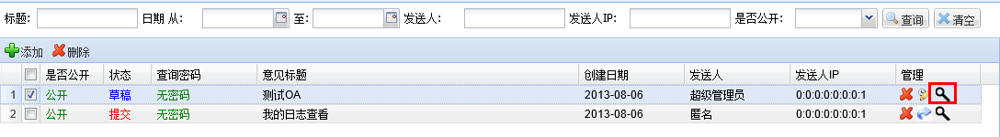 标题: 日期 从: 至: 发送人: 发送人IP: 是否公开: 查询 清空
添加 删除
是否公开 状态 查询密码 意见标题 创建日期 发送人 发送人IP 管理
1 公开 草稿 无密码 测试OA 2013-08-06 超级管理员 0:0:0:0:0:0:0:1
2 公开 提交 无密码 我的日志查看 2013-08-06 匿名 0:0:0:0:0:0:0:1